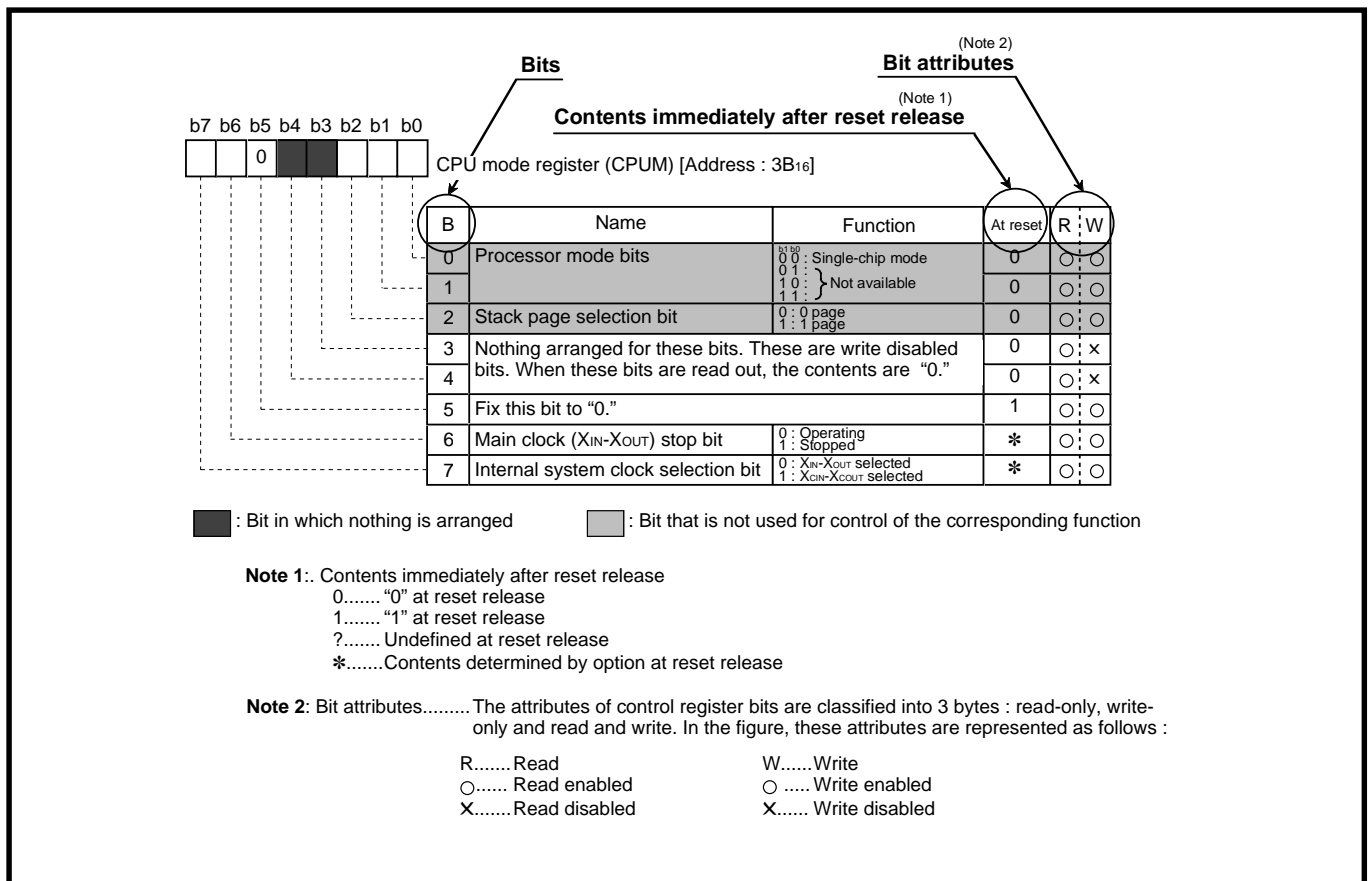 (Note 2)
Bits
Bit attributes
(Note 1)
Contents immediately after reset release
b7 b6 b5 b4 b3 b2 b1 b0
0
CPU mode register (CPUM) [Address : 3B16]
B Name Function At reset R W
0 Processor mode bits b1 b0 0 0 : Single-chip mode 0 ○ ○
0 1 :
1 0 : } Not available
1 1 :
1 0 ○ ○
2 Stack page selection bit 0 : 0 page 0 ○ ○
1 : 1 page
3 Nothing arranged for these bits. These are write disabled 0 ○ ×
4 bits. When these bits are read out, the contents are “0.” 0 ○ ×
5 Fix this bit to “0.” 1 ○ ○
6 Main clock (XIN-XOUT) stop bit 0 : Operating ✻ ○ ○
1 : Stopped
7 Internal system clock selection bit 0 : XIN-XOUT selected ✻ ○ ○
1 : XCIN-XCOUT selected
: Bit in which nothing is arranged : Bit that is not used for control of the corresponding function
Note 1:. Contents immediately after reset release
0....... “0” at reset release
1....... “1” at reset release
?....... Undefined at reset release
✻.......Contents determined by option at reset release
Note 2: Bit attributes......... The attributes of control register bits are classified into 3 bytes : read-only, write-
only and read and write. In the figure, these attributes are represented as follows :
R.......Read W......Write
○...... Read enabled ○ ..... Write enabled
×.......Read disabled ×...... Write disabled